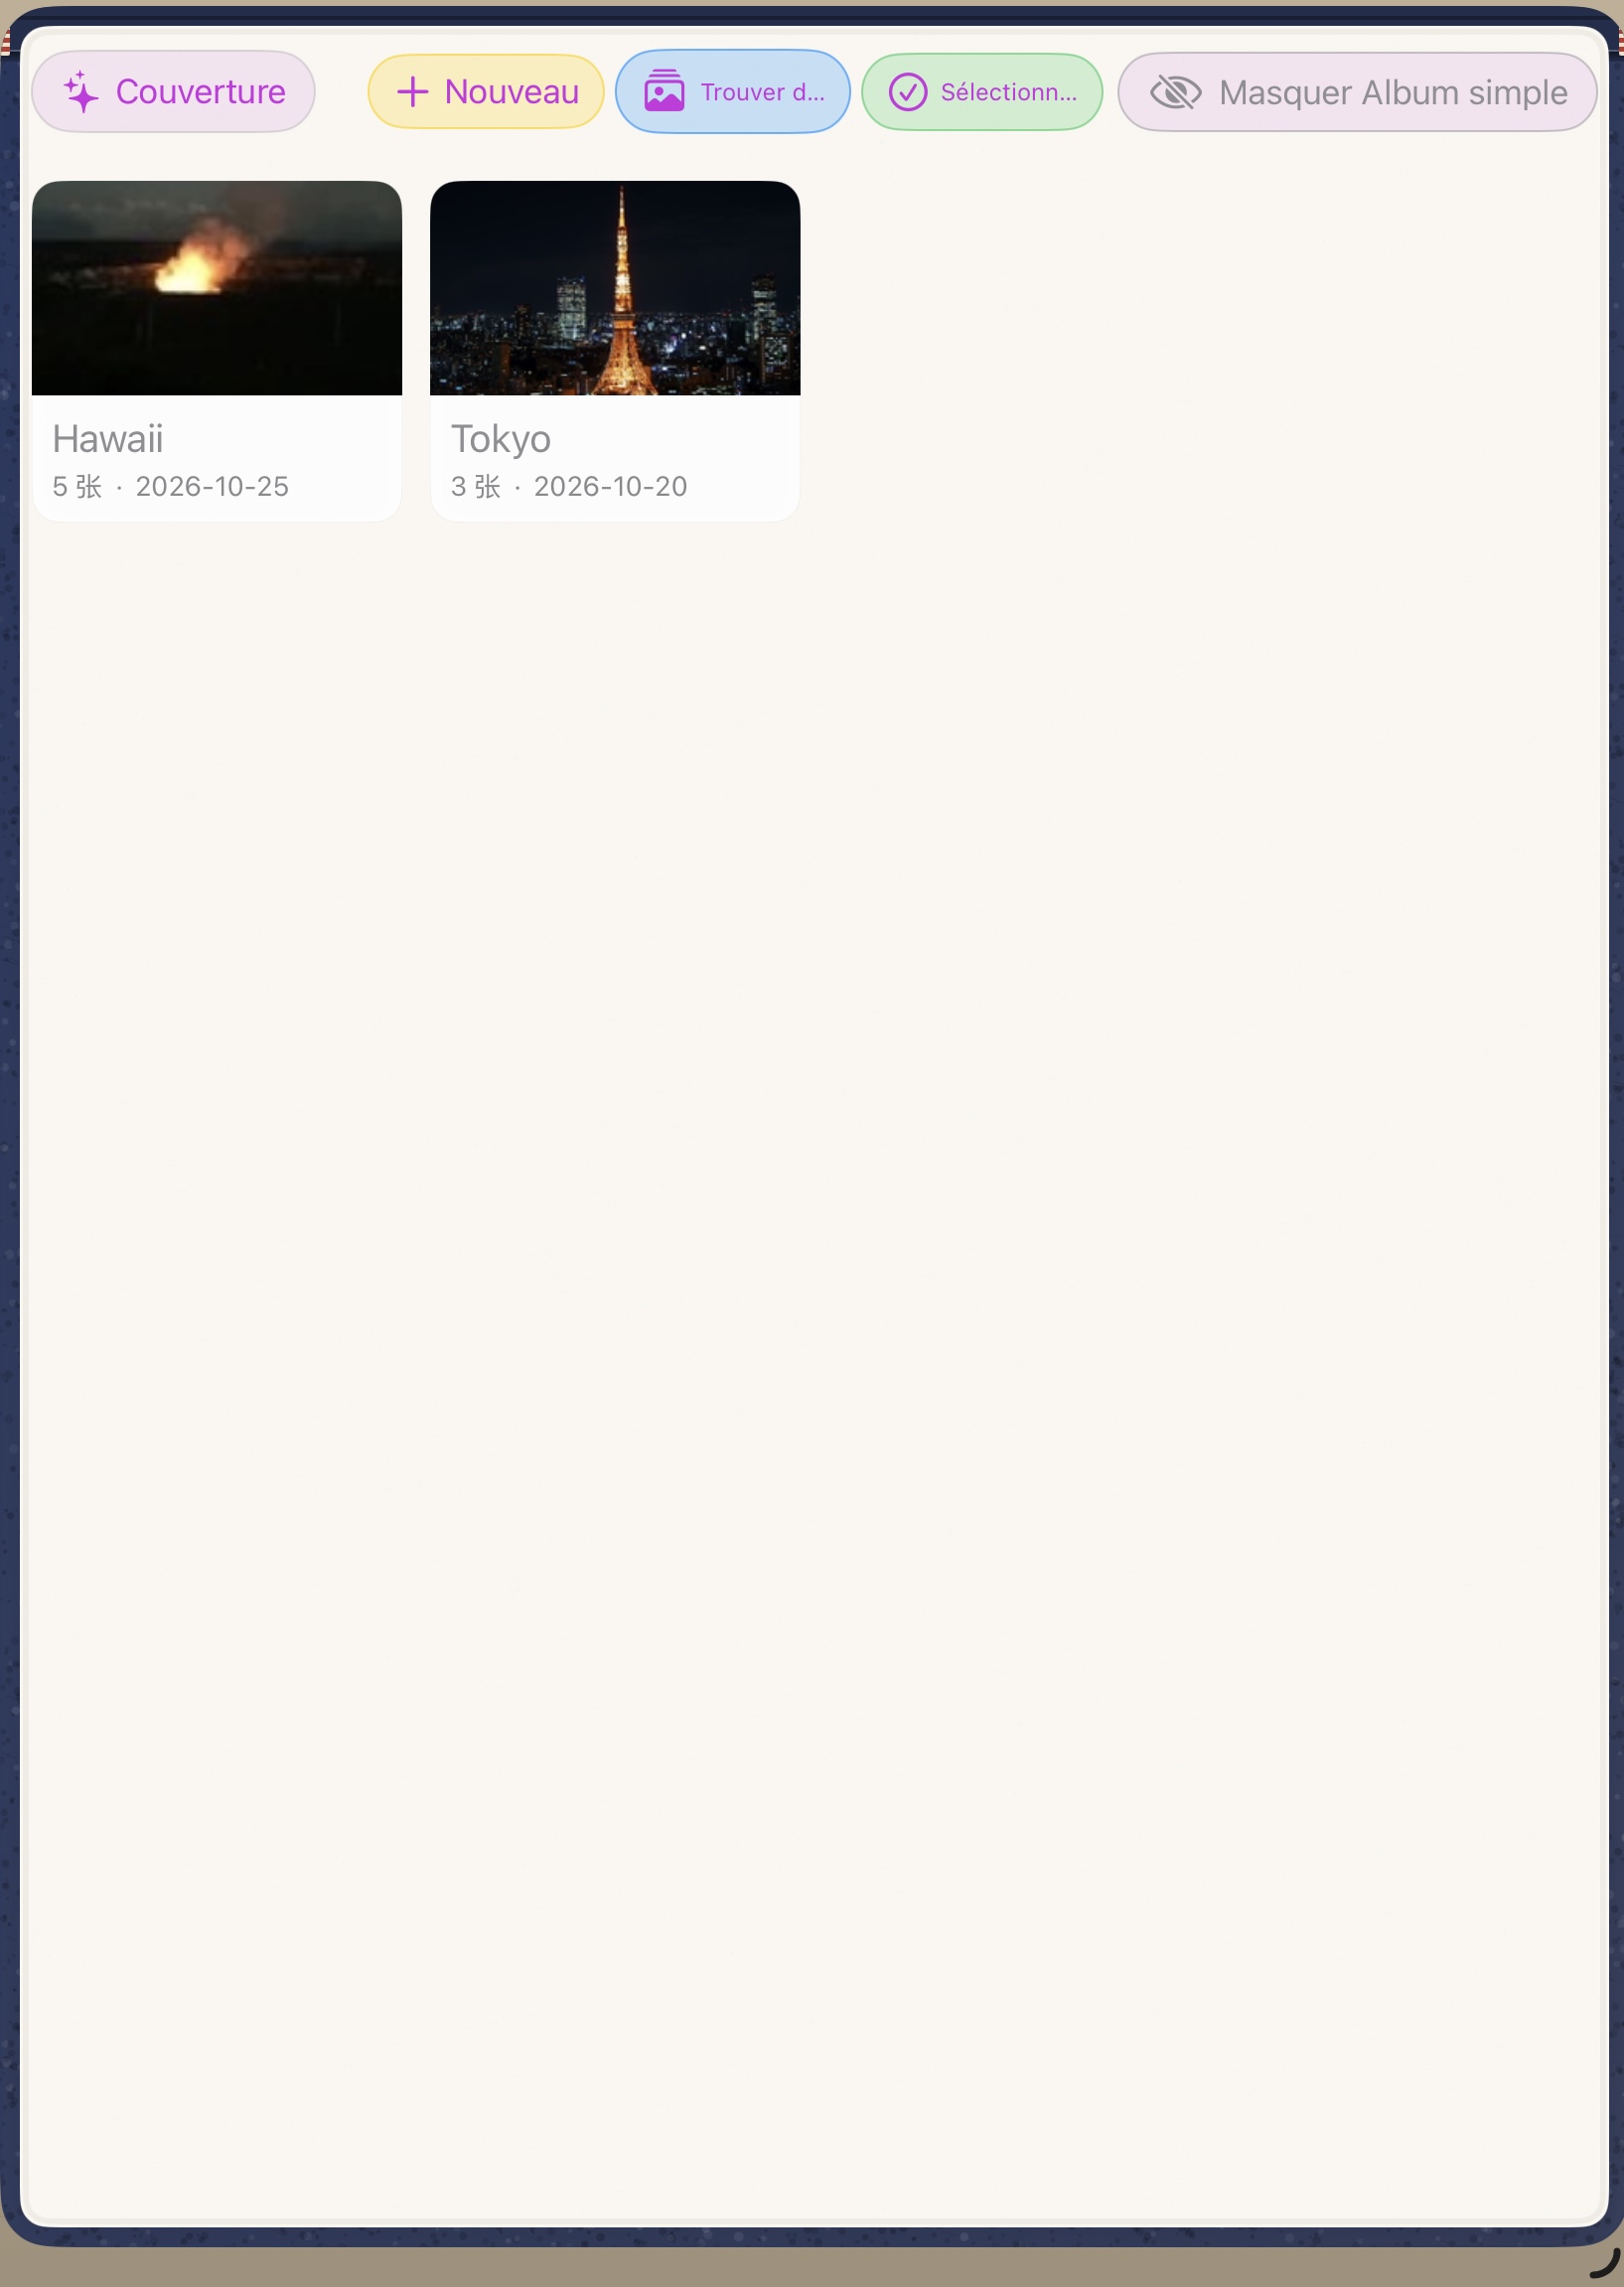 Couverture
Nouveau
Trouver d...
Sélectionn...
Masquer Album simple
Hawaii
5 张 · 2026-10-25
Tokyo
3 张 · 2026-10-20